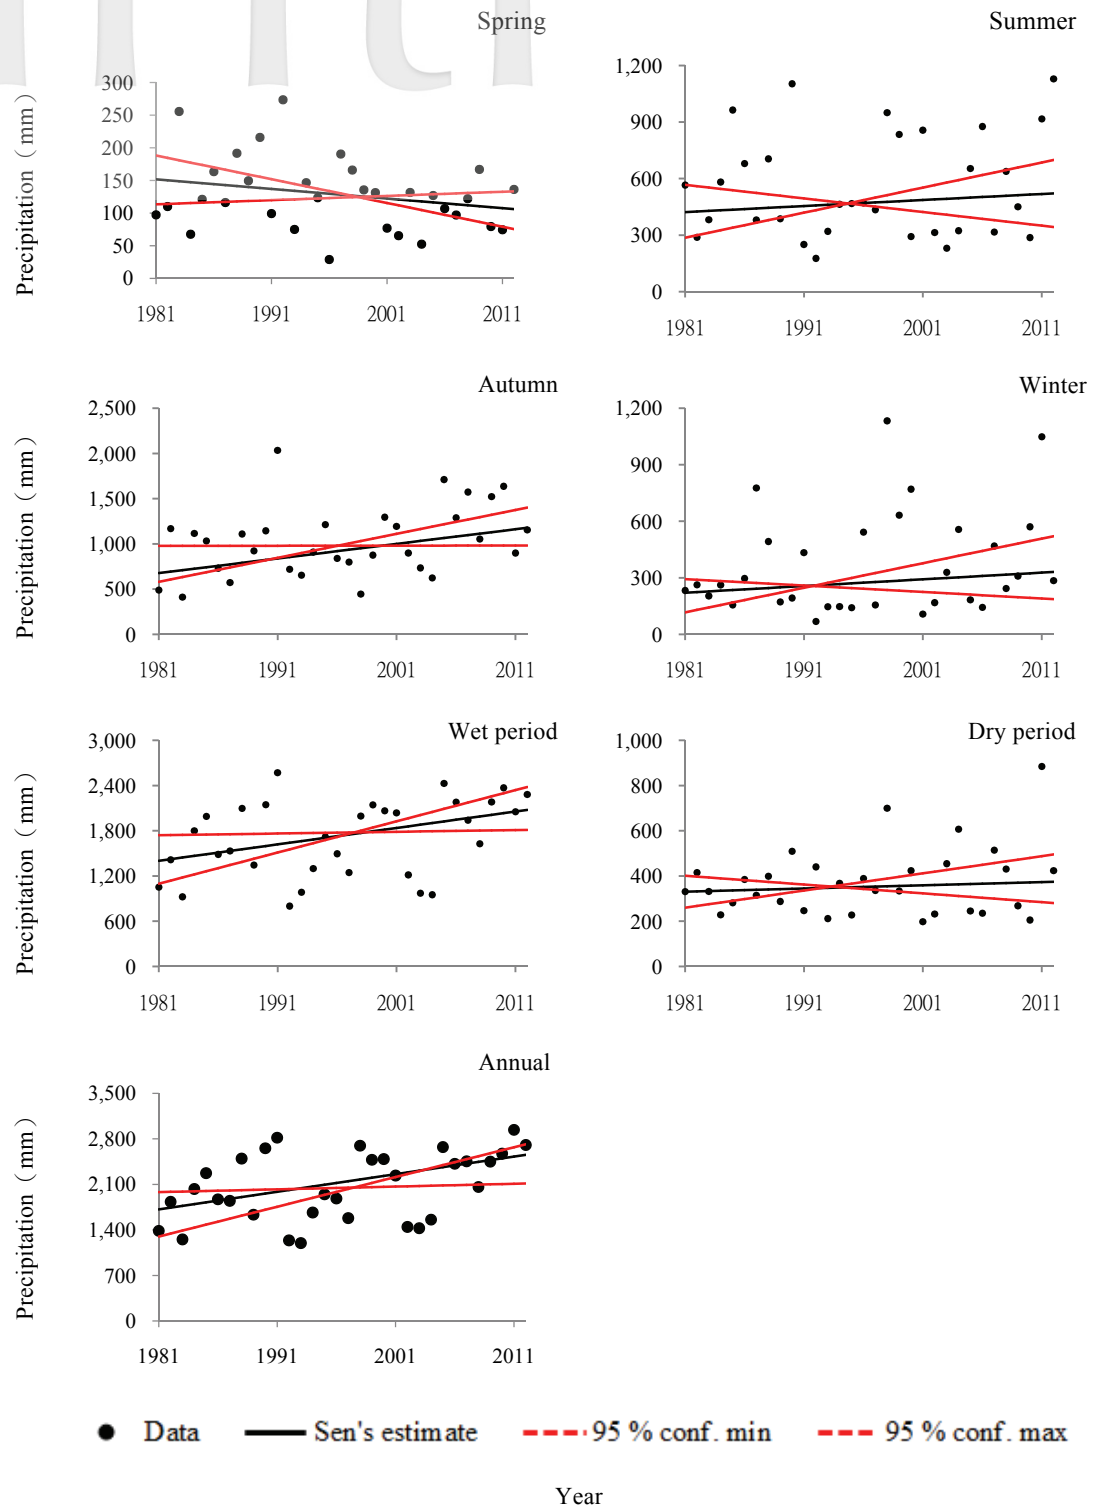 Spring
Precipitation ( mm )
300
250
200
150
100
50
0
1981 1991 2001 2011
Summer
1,200
900
600
300
0
1981 1991 2001 2011
Autumn
Precipitation ( mm )
2,500
2,000
1,500
1,000
500
0
1981 1991 2001 2011
Winter
1,200
900
600
300
0
1981 1991 2001 2011
Wet period
Precipitation ( mm )
3,000
2,400
1,800
1,200
600
0
1981 1991 2001 2011
Dry period
1,000
800
600
400
200
0
1981 1991 2001 2011
Annual
Precipitation ( mm )
3,500
2,800
2,100
1,400
700
0
1981 1991 2001 2011
Data Sen's estimate 95 % conf. min 95 % conf. max
Year